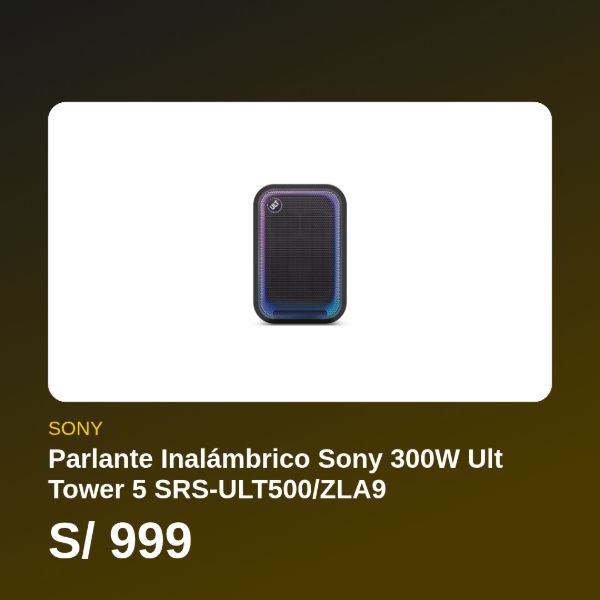 SONY
Parlante Inalámbrico Sony 300W Ult
Tower 5 SRS-ULT500/ZLA9
S/ 999